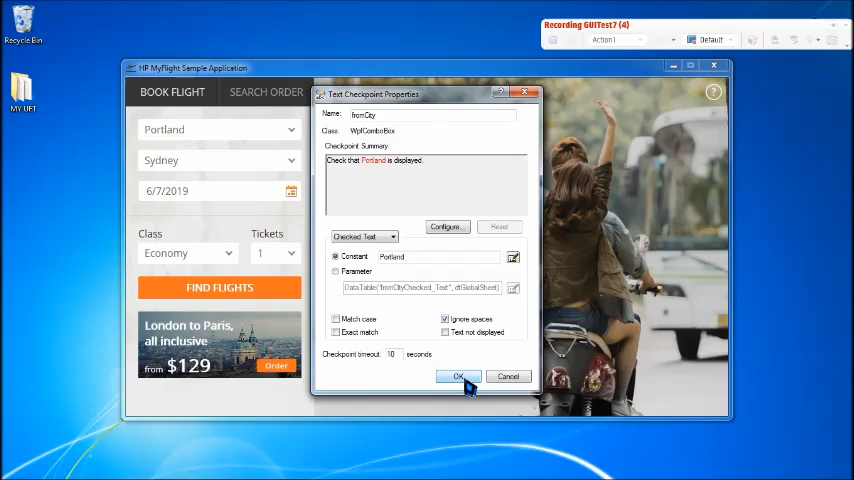 Recycle Bin
MY UFT
Recording GUITest7 (4)
Action1
Default
HP MyFlight Sample Application
BOOK FLIGHT
SEARCH ORDER
?
Portland
Sydney
6/7/2019
Class
Tickets
Economy
1
FIND FLIGHTS
London to Paris,
all inclusive
from $129
Order
Text Checkpoint Properties
Name: fromCity
Class: WpfComboBox
Checkpoint Summary
Check that Portland is displayed.
Configure...
Reset
Checked Text
Constant
Portland
Parameter
DataTable("fromCityChecked_Text", dtGlobalSheet)
Match case
Ignore spaces
Exact match
Text not displayed
Checkpoint timeout: 10 seconds
OK
Cancel